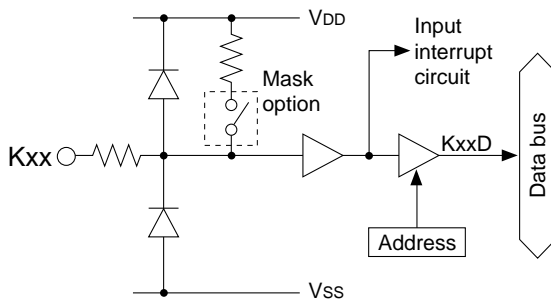 VDD
Input
interrupt
circuit
Mask
option
Kxx
KxxD
Data bus
Address
VSS